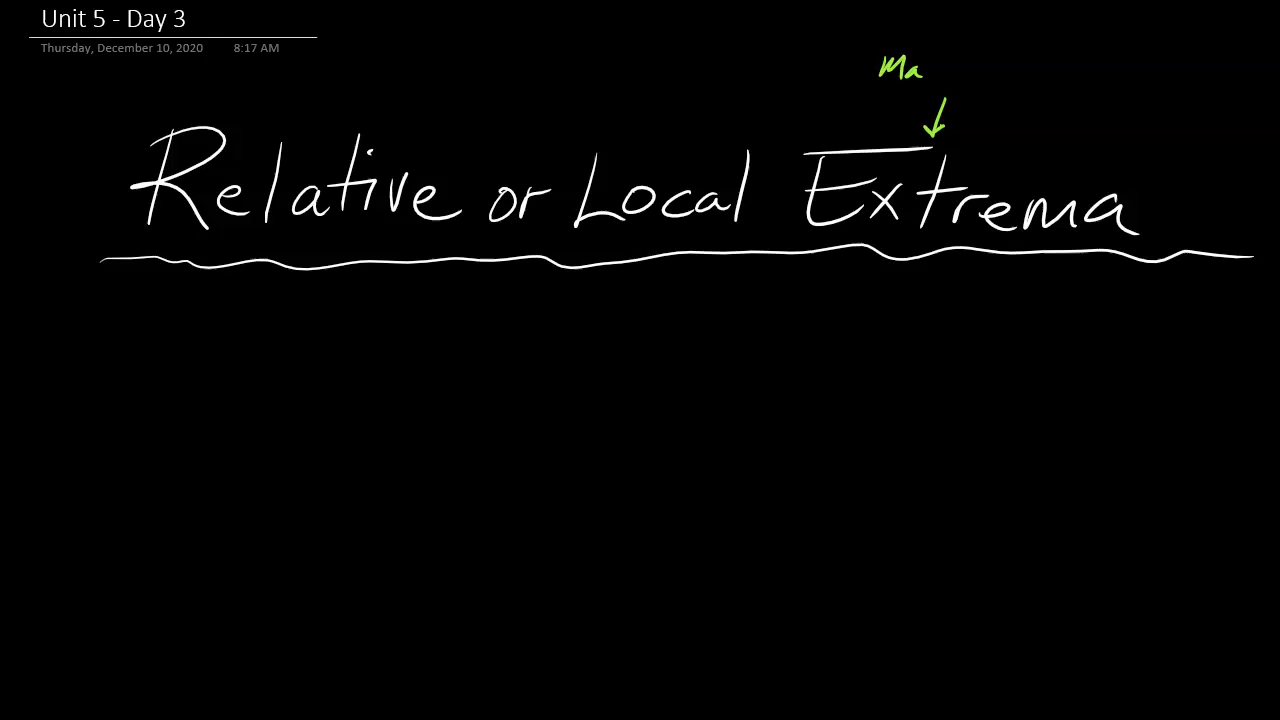 Unit 5 - Day 3
Thursday, December 10, 2020 8:17 AM
Ma
Relative or Local Extrema